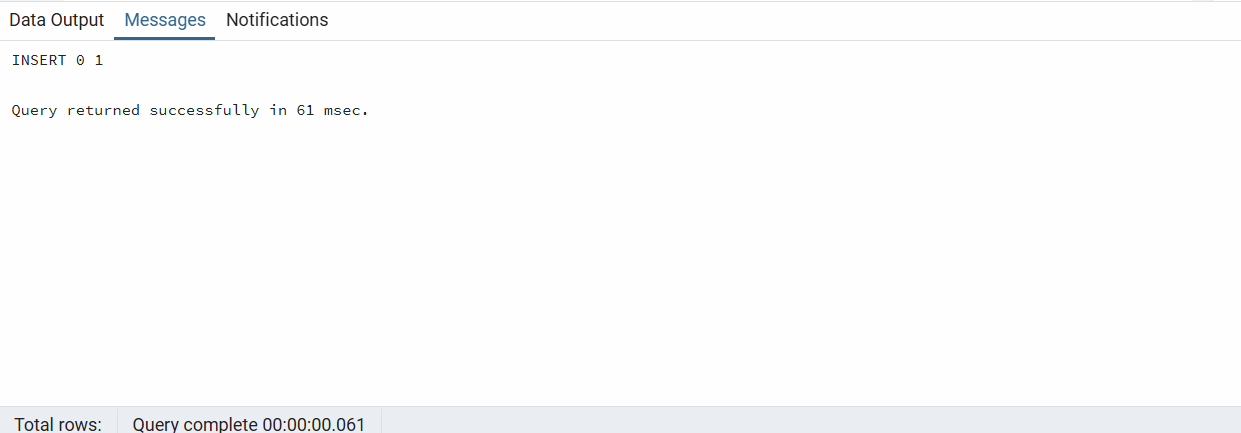 Data Output Messages Notifications
INSERT 0 1
Query returned successfully in 61 msec.
Total rows: Query complete 00:00:00.061